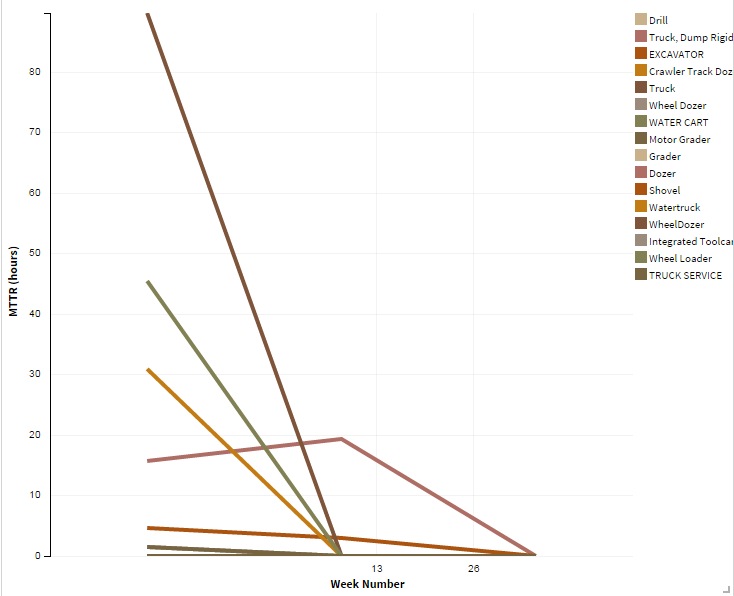 MTTR (hours)
80
70
60
50
40
30
20
10
0
13
26
Week Number
Drill
Truck, Dump Rigid
EXCAVATOR
Crawler Track Doz
Truck
Wheel Dozer
WATER CART
Motor Grader
Grader
Dozer
Shovel
Watertruck
WheelDozer
Integrated Toolcar
Wheel Loader
TRUCK SERVICE